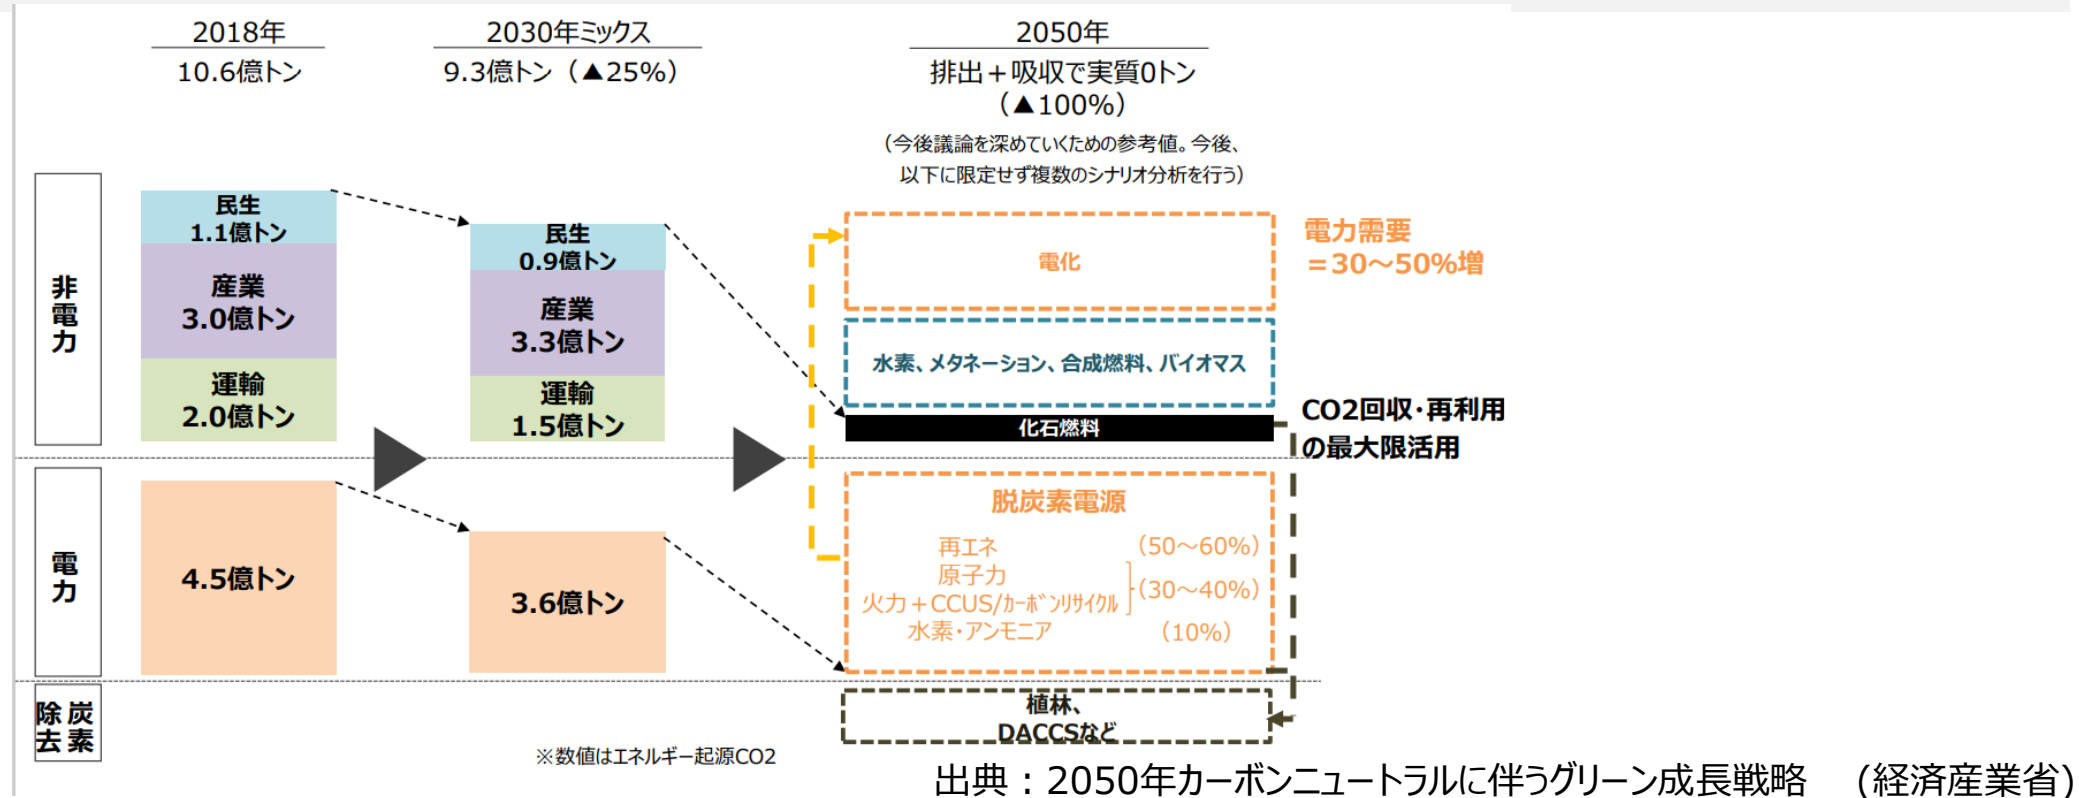 2018年
10.6億トン
2030年ミックス
9.3億トン（▲25%）
2050年
排出＋吸収で実質0トン
（▲100%）
（今後議論を深めていくための参考値。今後、
以下に限定せず複数のシナリオ分析を行う）
非電力
民生
1.1億トン
産業
3.0億トン
運輸
2.0億トン
民生
0.9億トン
産業
3.3億トン
運輸
1.5億トン
電化
電力需要
＝30～50%増
水素、メタネーション、合成燃料、バイオマス
化石燃料
CO2回収・再利用
の最大限活用
電力
4.5億トン
3.6億トン
脱炭素電源
再エネ （50～60%）
原子力
火力＋CCUS/ｶｰﾎﾞﾝﾘｻｲｸﾙ （30～40%）
水素・アンモニア （10%）
炭素除去
植林、
DACCSなど
※数値はエネルギー起源CO2
出典：2050年カーボンニュートラルに伴うグリーン成長戦略 （経済産業省）